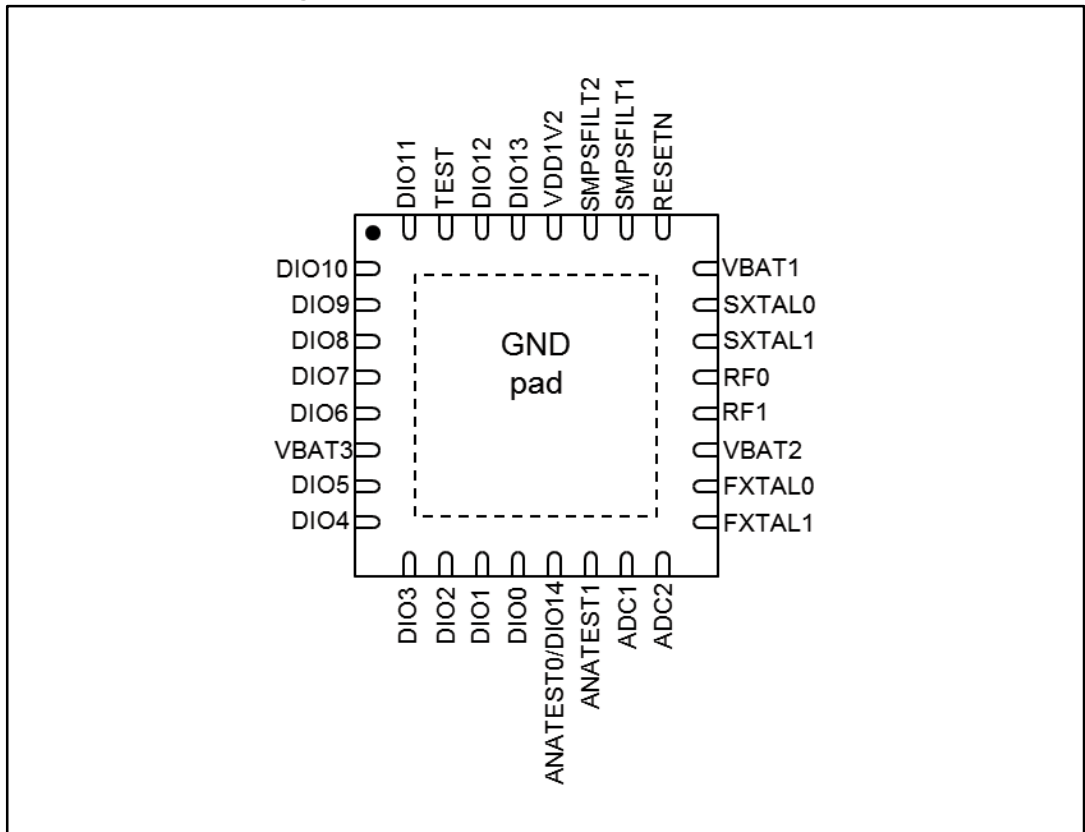 DIO11
TEST
DIO12
DIO13
VDD1V2
SMPSFILT2
SMPSFILT1
RESETN
DIO10
DIO9
DIO8
DIO7
DIO6
VBAT3
DIO5
DIO4
GND
pad
VBAT1
SXTAL0
SXTAL1
RF0
RF1
VBAT2
FXTAL0
FXTAL1
DIO3
DIO2
DIO1
DIO0
ANATEST0/DIO14
ANATEST1
ADC1
ADC2